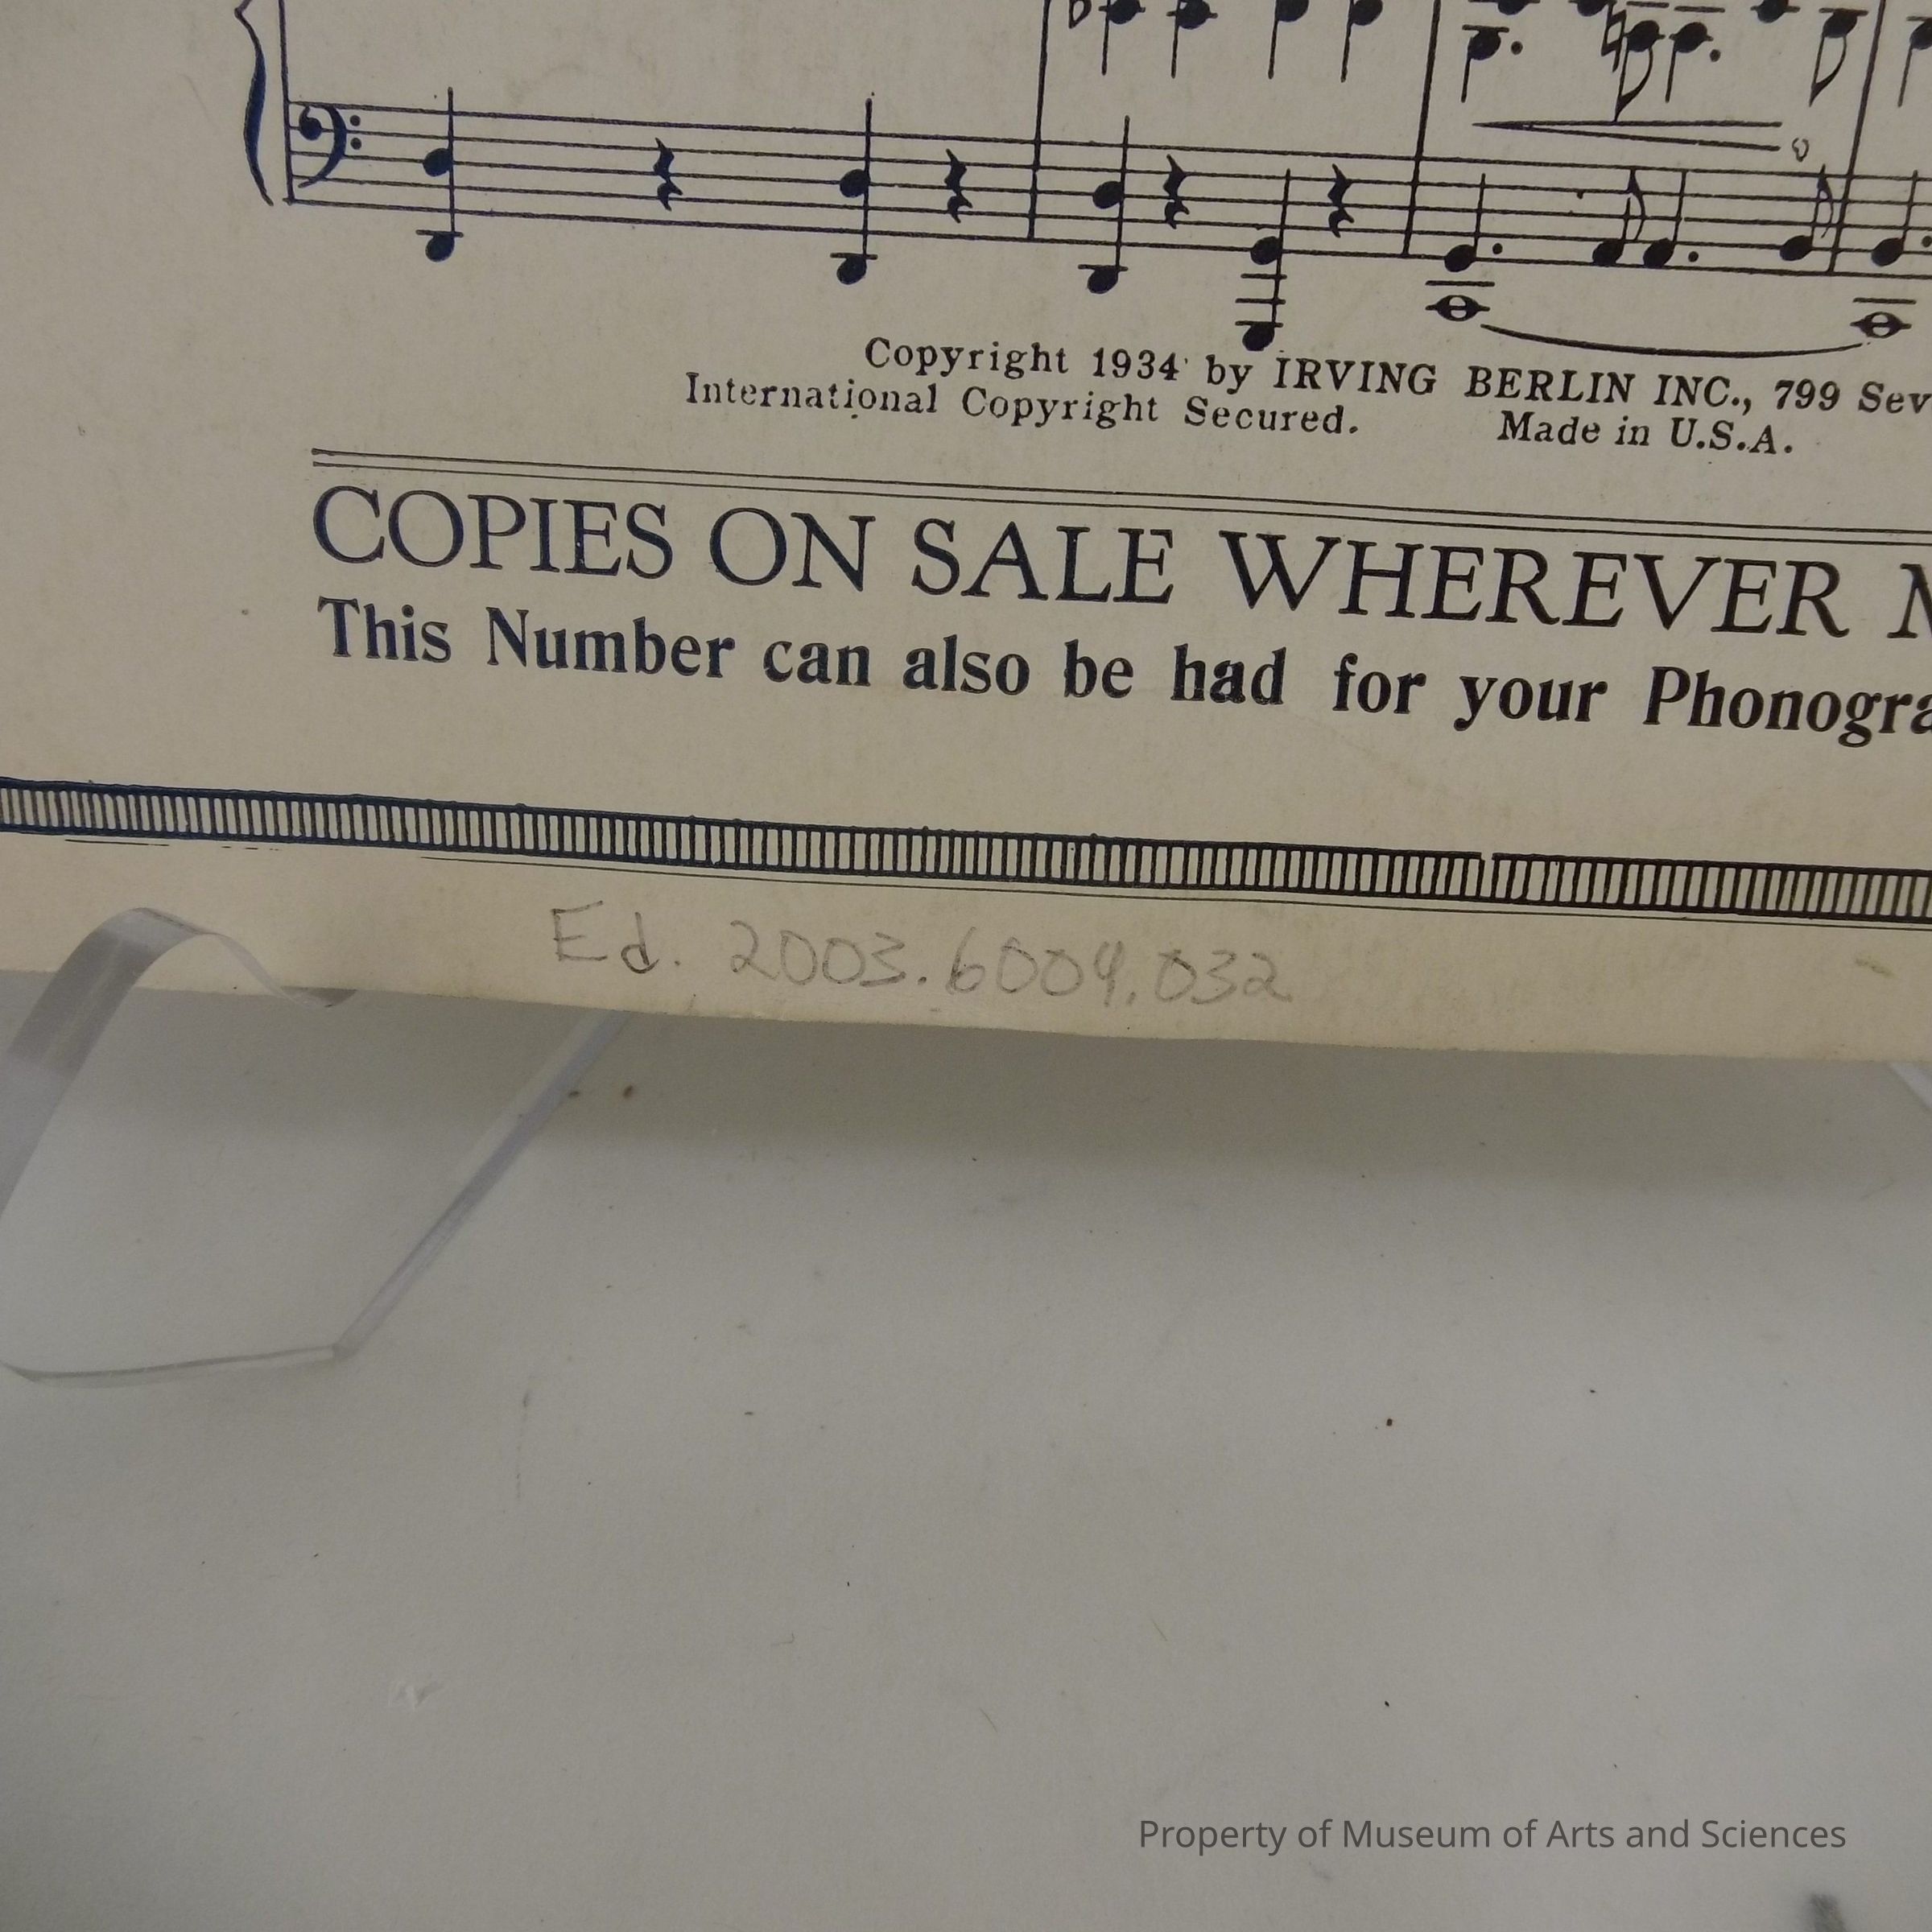 Copyright 1934 by IRVING BERLIN INC., 799 Sev
International Copyright Secured. Made in U.S.A.
COPIES ON SALE WHEREVER M
This Number can also be had for your Phonogra
Ed. 2003.6004.032
Property of Museum of Arts and Sciences